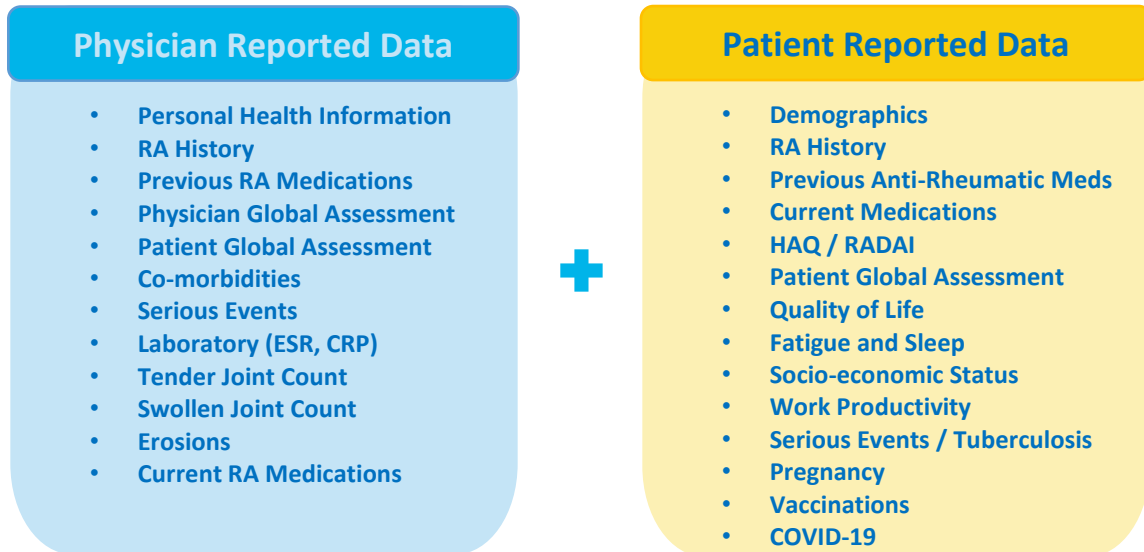 Physician Reported Data
• Personal Health Information
• RA History
• Previous RA Medications
• Physician Global Assessment
• Patient Global Assessment
• Co-morbidities
• Serious Events
• Laboratory (ESR, CRP)
• Tender Joint Count
• Swollen Joint Count
• Erosions
• Current RA Medications
Patient Reported Data
• Demographics
• RA History
• Previous Anti-Rheumatic Meds
• Current Medications
• HAQ / RADAI
• Patient Global Assessment
• Quality of Life
• Fatigue and Sleep
• Socio-economic Status
• Work Productivity
• Serious Events / Tuberculosis
• Pregnancy
• Vaccinations
• COVID-19